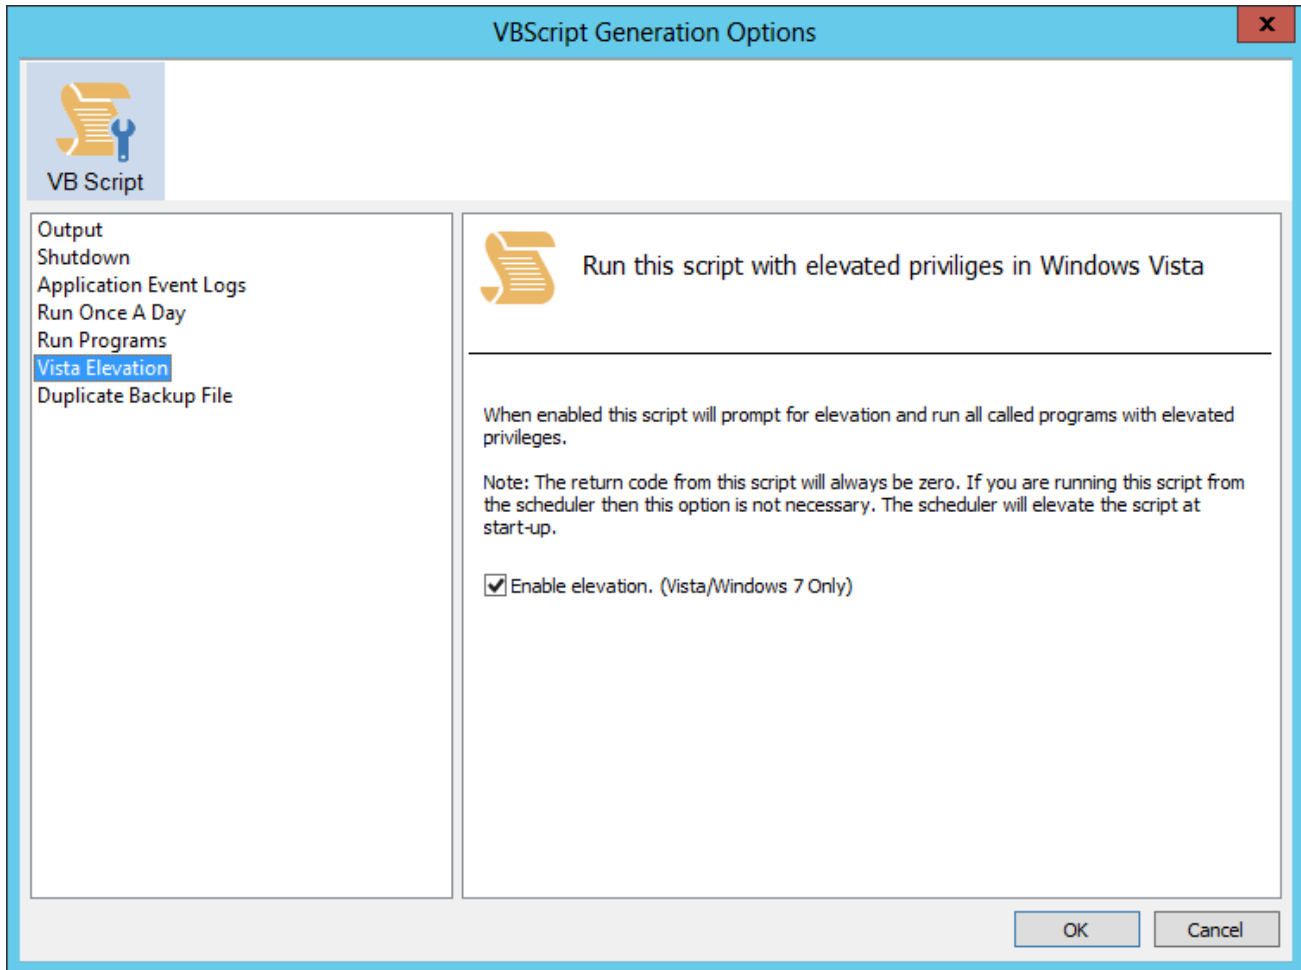 VBScript Generation Options
x
VB Script
Output
Shutdown
Application Event Logs
Run Once A Day
Run Programs
Vista Elevation
Duplicate Backup File
Run this script with elevated priviliges in Windows Vista
When enabled this script will prompt for elevation and run all called programs with elevated
privileges.
Note: The return code from this script will always be zero. If you are running this script from
the scheduler then this option is not necessary. The scheduler will elevate the script at
start-up.
Enable elevation. (Vista/Windows 7 Only)
OK
Cancel